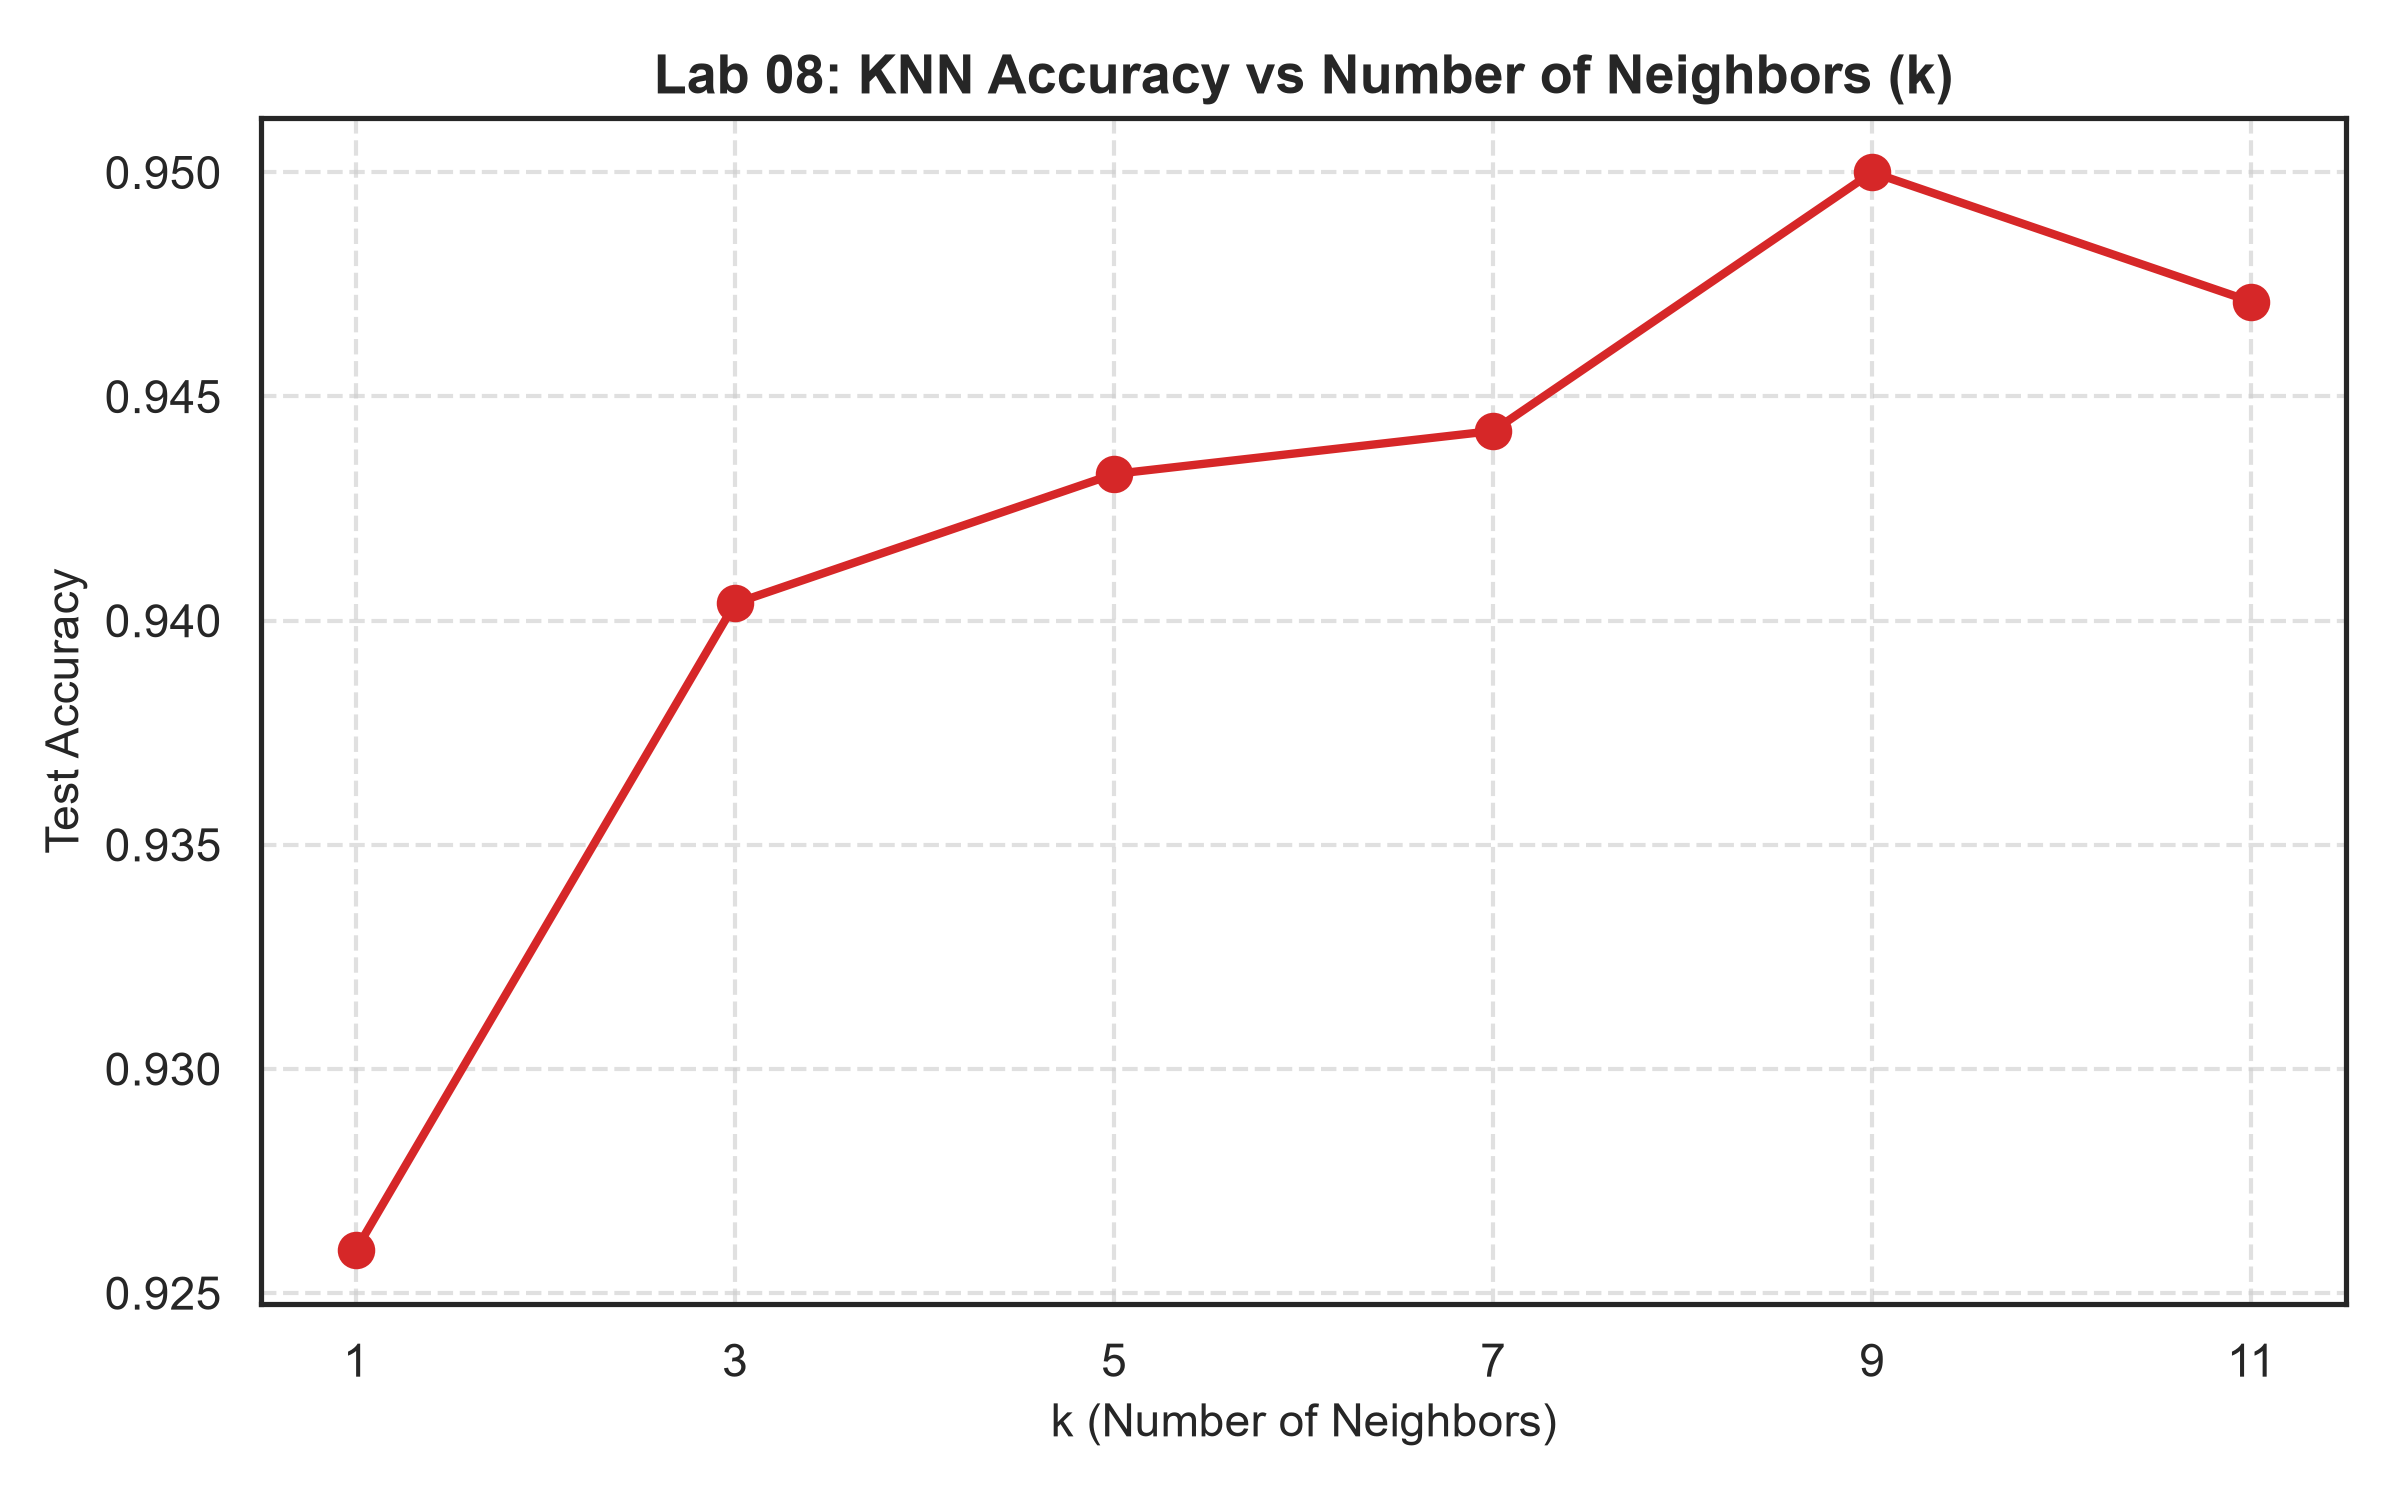 Lab 08: KNN Accuracy vs Number of Neighbors (k)
0.950
0.945
0.940
0.935
0.930
0.925
Test Accuracy
1 3 5 7 9 11
k (Number of Neighbors)